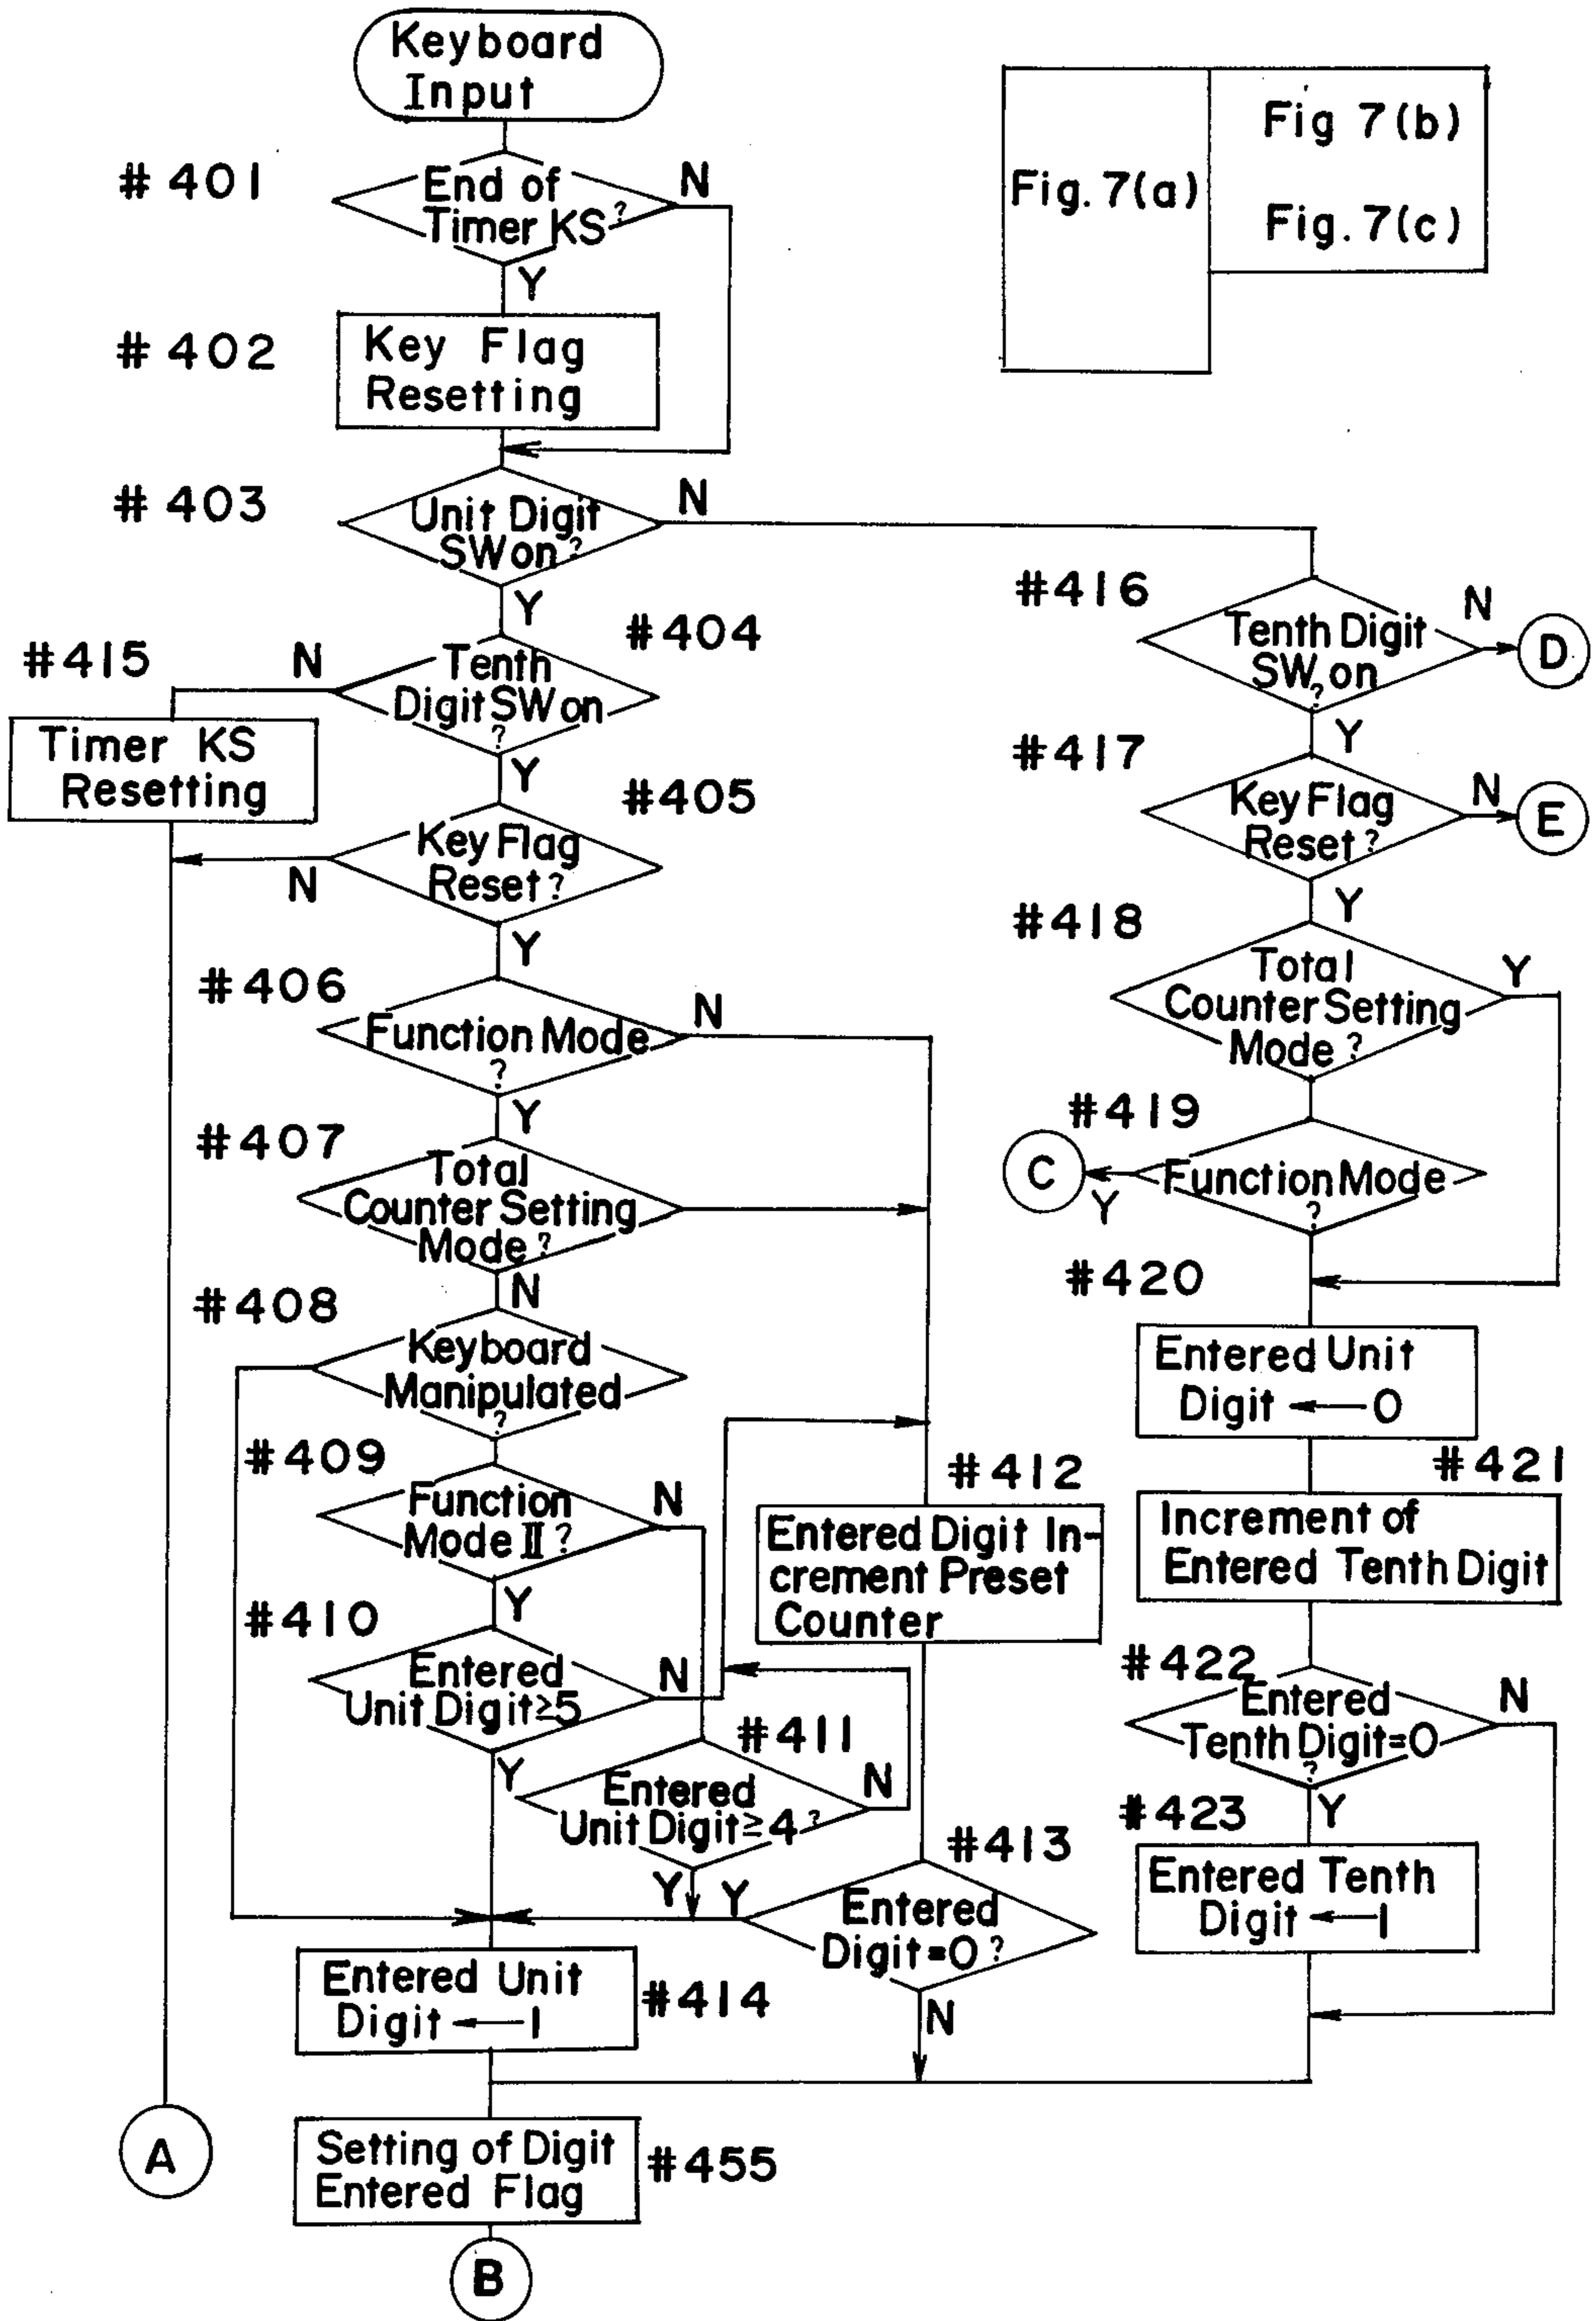 Keyboard
Input
Fig. 7(a)
Fig 7(b)
Fig. 7(c)
#401
End of
Timer KS?
N
Y
#402
Key Flag
Resetting
#403
Unit Digit
SW on?
N
Y
#404
Tenth
Digit SW on
?
N
Y
#415
Timer KS
Resetting
#405
Key Flag
Reset?
N
Y
#406
Function Mode
?
N
Y
#407
Total
Counter Setting
Mode?
N
#408
Keyboard
Manipulated
?
#409
Function
Mode II?
N
Y
#410
Entered
Unit Digit≥5
N
Y
#411
Entered
Unit Digit≧4?
N
Y
#412
Entered Digit In-
crement Preset
Counter
#413
Entered
Digit=0?
Y
N
#414
Entered Unit
Digit ← 1
#455
Setting of Digit
Entered Flag
A
B
#416
Tenth Digit
SW on
?
N
D
Y
#417
Key Flag
Reset?
N
E
Y
#418
Total
Counter Setting
Mode?
Y
#419
Function Mode
?
C
Y
#420
Entered Unit
Digit ← 0
#421
Increment of
Entered Tenth Digit
#422
Entered
Tenth Digit=0
?
N
Y
#423
Entered Tenth
Digit ← 1